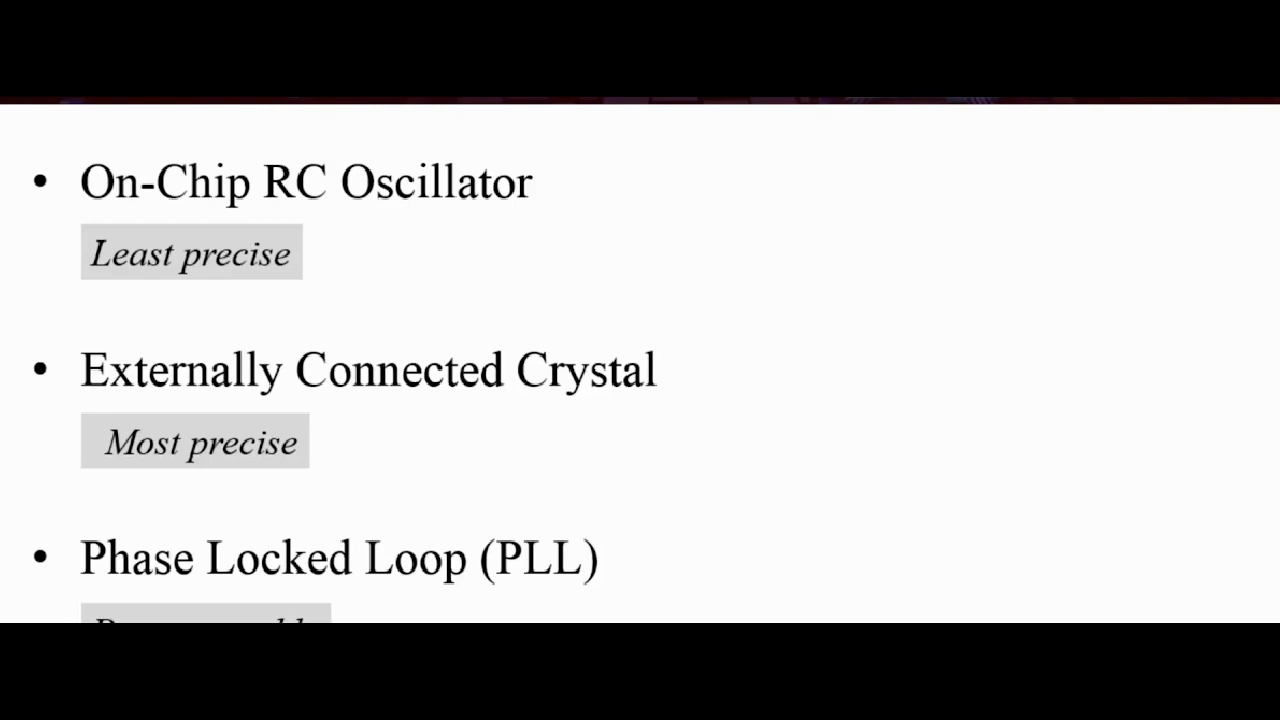 • On-Chip RC Oscillator
Least precise
• Externally Connected Crystal
Most precise
• Phase Locked Loop (PLL)